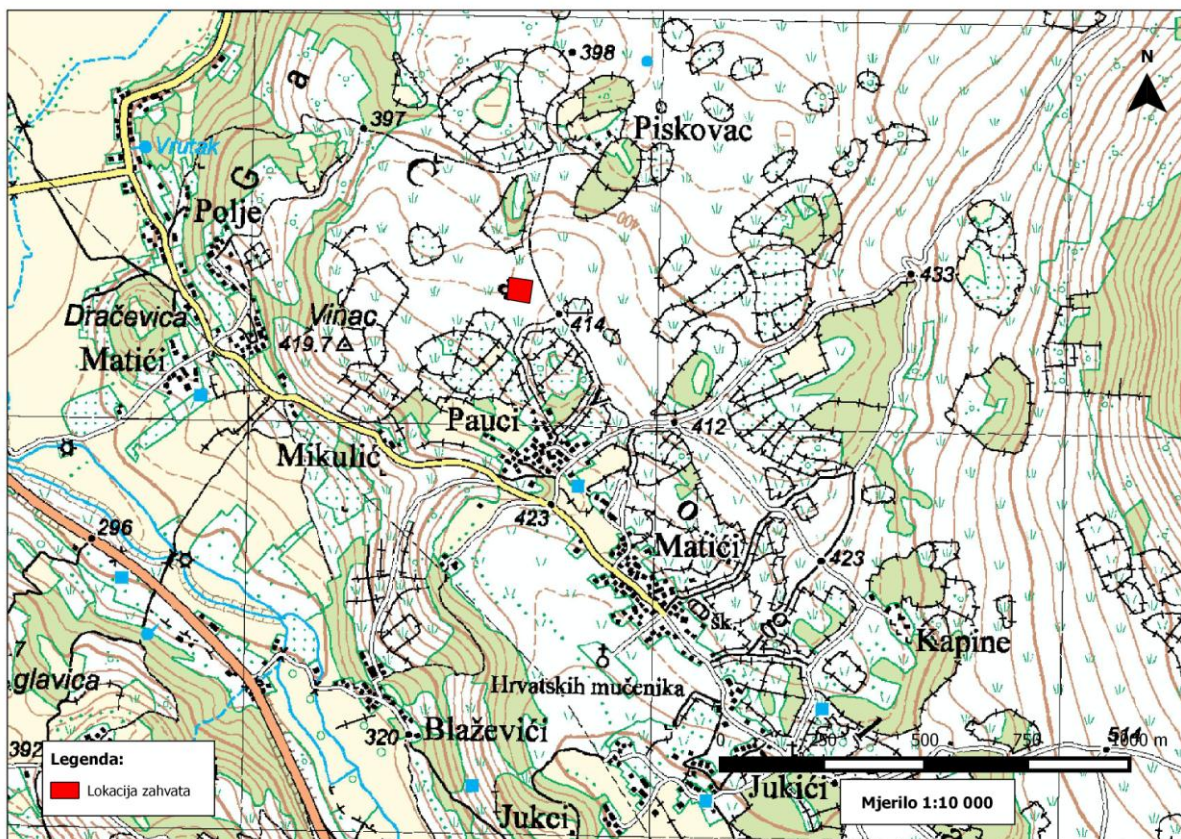 N
398
397
a
Piskovac
Vrutak
G
Polje
400
433
Dračevica
Vinac
414
Matići
419.7
Pauci
412
Mikulić
423
296
Matići
423
šk.
Kapine
glavica
Hrvatskih mučenika
Blaževići
320
392
514
0 250 500 1000 m
Jukići
Jukci
Legenda:
Lokacija zahvata
Mjerilo 1:10 000